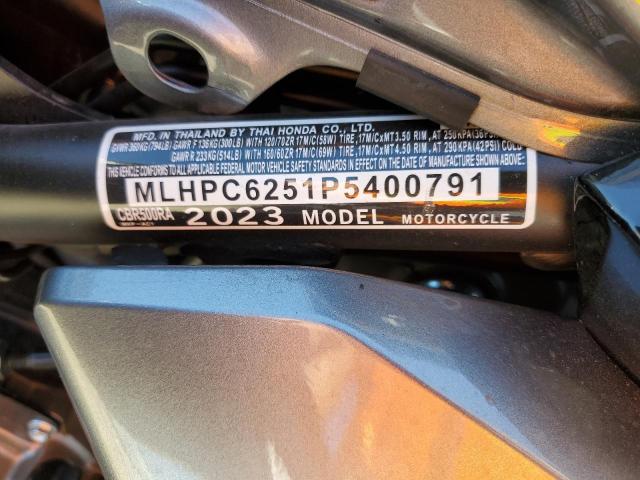 MFD. IN THAILAND BY THAI HONDA CO., LTD.
GVWR 360KG (794LB) GAWR F 136KG (300LB) WITH 120/70ZR 17M/C(58W) TIRE, 17M/CxMT3.50 RIM, AT 250KPA(36PSI)
GAWR R 233KG (514LB) WITH 160/60ZR 17M/C(69W) TIRE, 17M/CxMT 4.50 RIM, AT 290 KPA (42PSI) COLD
THIS VEHICLE CONFORMS TO ALL APPLICABLE FEDERAL MOTOR VEHICLE SAFETY STANDARDS IN EFFECT ON THE DATE OF MANUFACTURE SHOWN ABOVE.
MLHPC6251P5400791
CBR500RA 2023 MODEL MOTORCYCLE